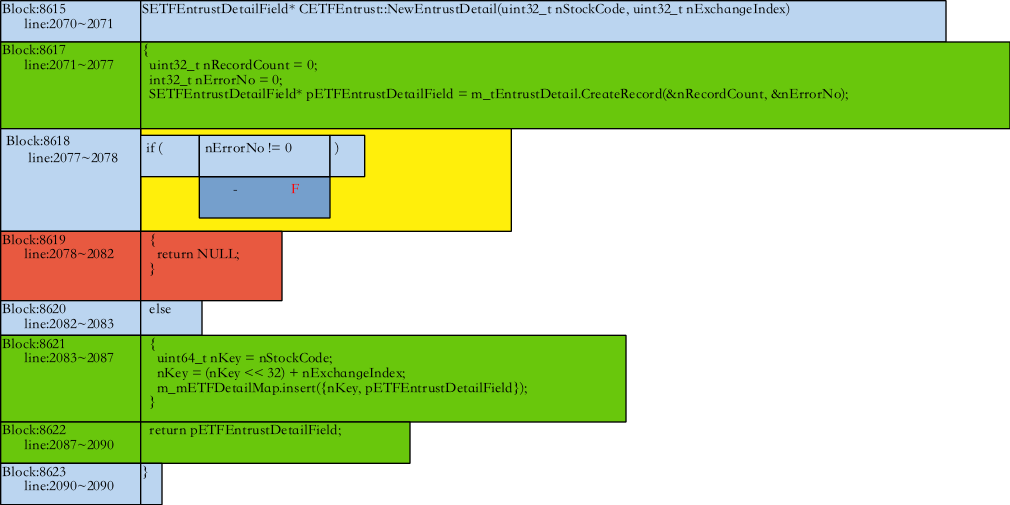 Block:8615 SETFEntrustDetailField* CETFEntrust::NewEntrustDetail(uint32_t nStockCode, uint32_t nExchangeIndex)
line:2070~2071
Block:8617 {
line:2071~2077 uint32_t nRecordCount = 0;
int32_t nErrorNo = 0;
SETFEntrustDetailField* pETFEntrustDetailField = m_tEntrustDetail.CreateRecord(&nRecordCount, &nErrorNo);
Block:8618 if ( nErrorNo != 0 )
line:2077~2078
- F
Block:8619 {
line:2078~2082 return NULL;
}
Block:8620 else
line:2082~2083
Block:8621 {
line:2083~2087 uint64_t nKey = nStockCode;
nKey = (nKey << 32) + nExchangeIndex;
m_mETFDetailMap.insert({nKey, pETFEntrustDetailField});
}
Block:8622 return pETFEntrustDetailField;
line:2087~2090
Block:8623 }
line:2090~2090